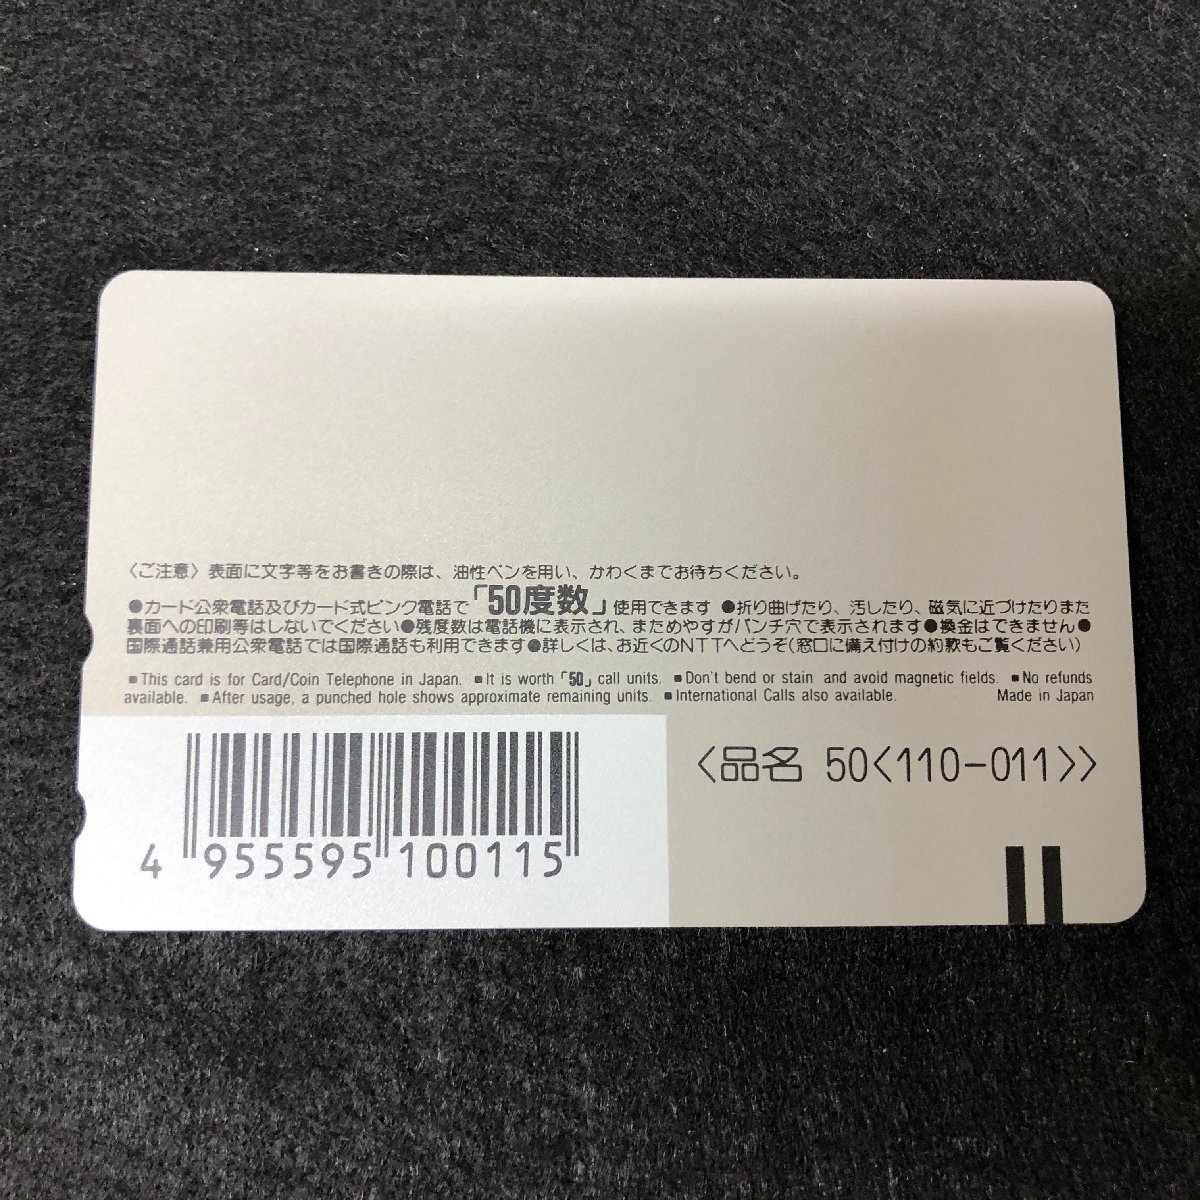 〈ご注意〉表面に文字等をお書きの際は、油性ペンを用い、かわくまでお待ちください。
●カード公衆電話及びカード式ピンク電話で「50度数」使用できます ●折り曲げたり、汚したり、磁気に近づけたりまた
裏面への印刷等はしないでください●残度数は電話機に表示され、まためやすがパンチ穴で表示されます●換金はできません●
国際通話兼用公衆電話では国際通話も利用できます●詳しくは、お近くのNTTへどうぞ(窓口に備え付けの約款もご覧ください)
■This card is for Card/Coin Telephone in Japan. ■It is worth「50」call units. ■Don't bend or stain and avoid magnetic fields. ■No refunds
available. ■After usage, a punched hole shows approximate remaining units. ■International Calls also available. Made in Japan
〈品名 50〈110-011〉〉
4 955595 100115